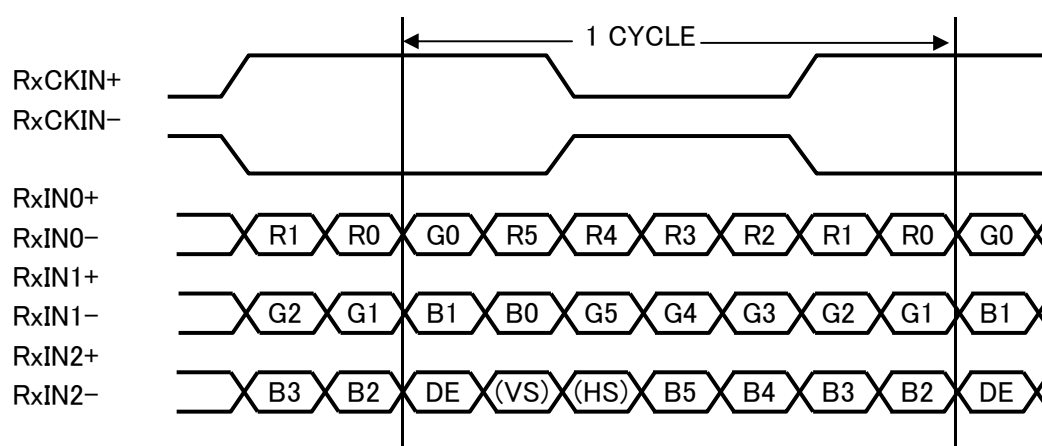 1 CYCLE
RxCKIN+
RxCKIN−
RxIN0+
RxIN0− R1 R0 G0 R5 R4 R3 R2 R1 R0 G0
RxIN1+
RxIN1− G2 G1 B1 B0 G5 G4 G3 G2 G1 B1
RxIN2+
RxIN2− B3 B2 DE (VS) (HS) B5 B4 B3 B2 DE